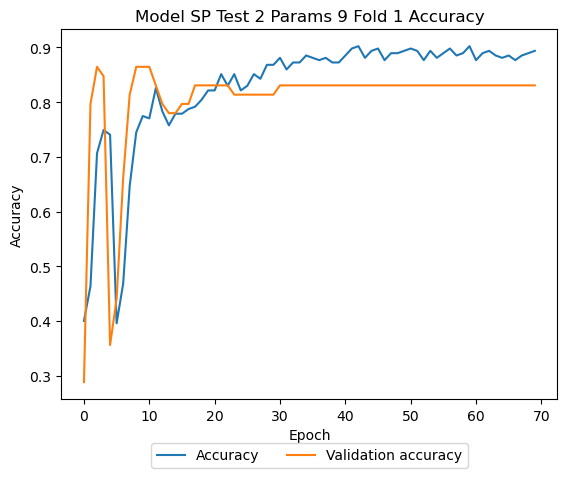 Model SP Test 2 Params 9 Fold 1 Accuracy
0.9
0.8
0.7
0.6
0.5
0.4
0.3
Accuracy
0 10 20 30 40 50 60 70
Epoch
Accuracy Validation accuracy